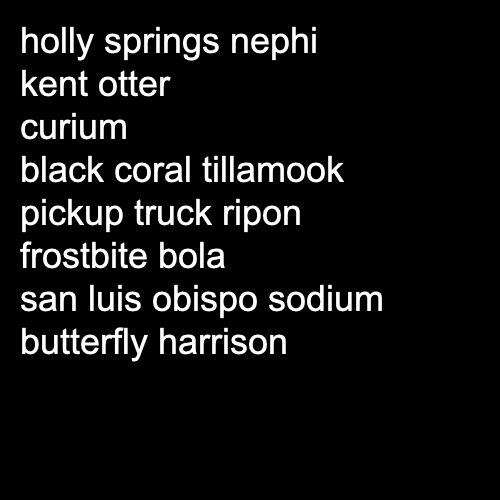 holly springs nephi
kent otter
curium
black coral tillamook
pickup truck ripon
frostbite bola
san luis obispo sodium
butterfly harrison